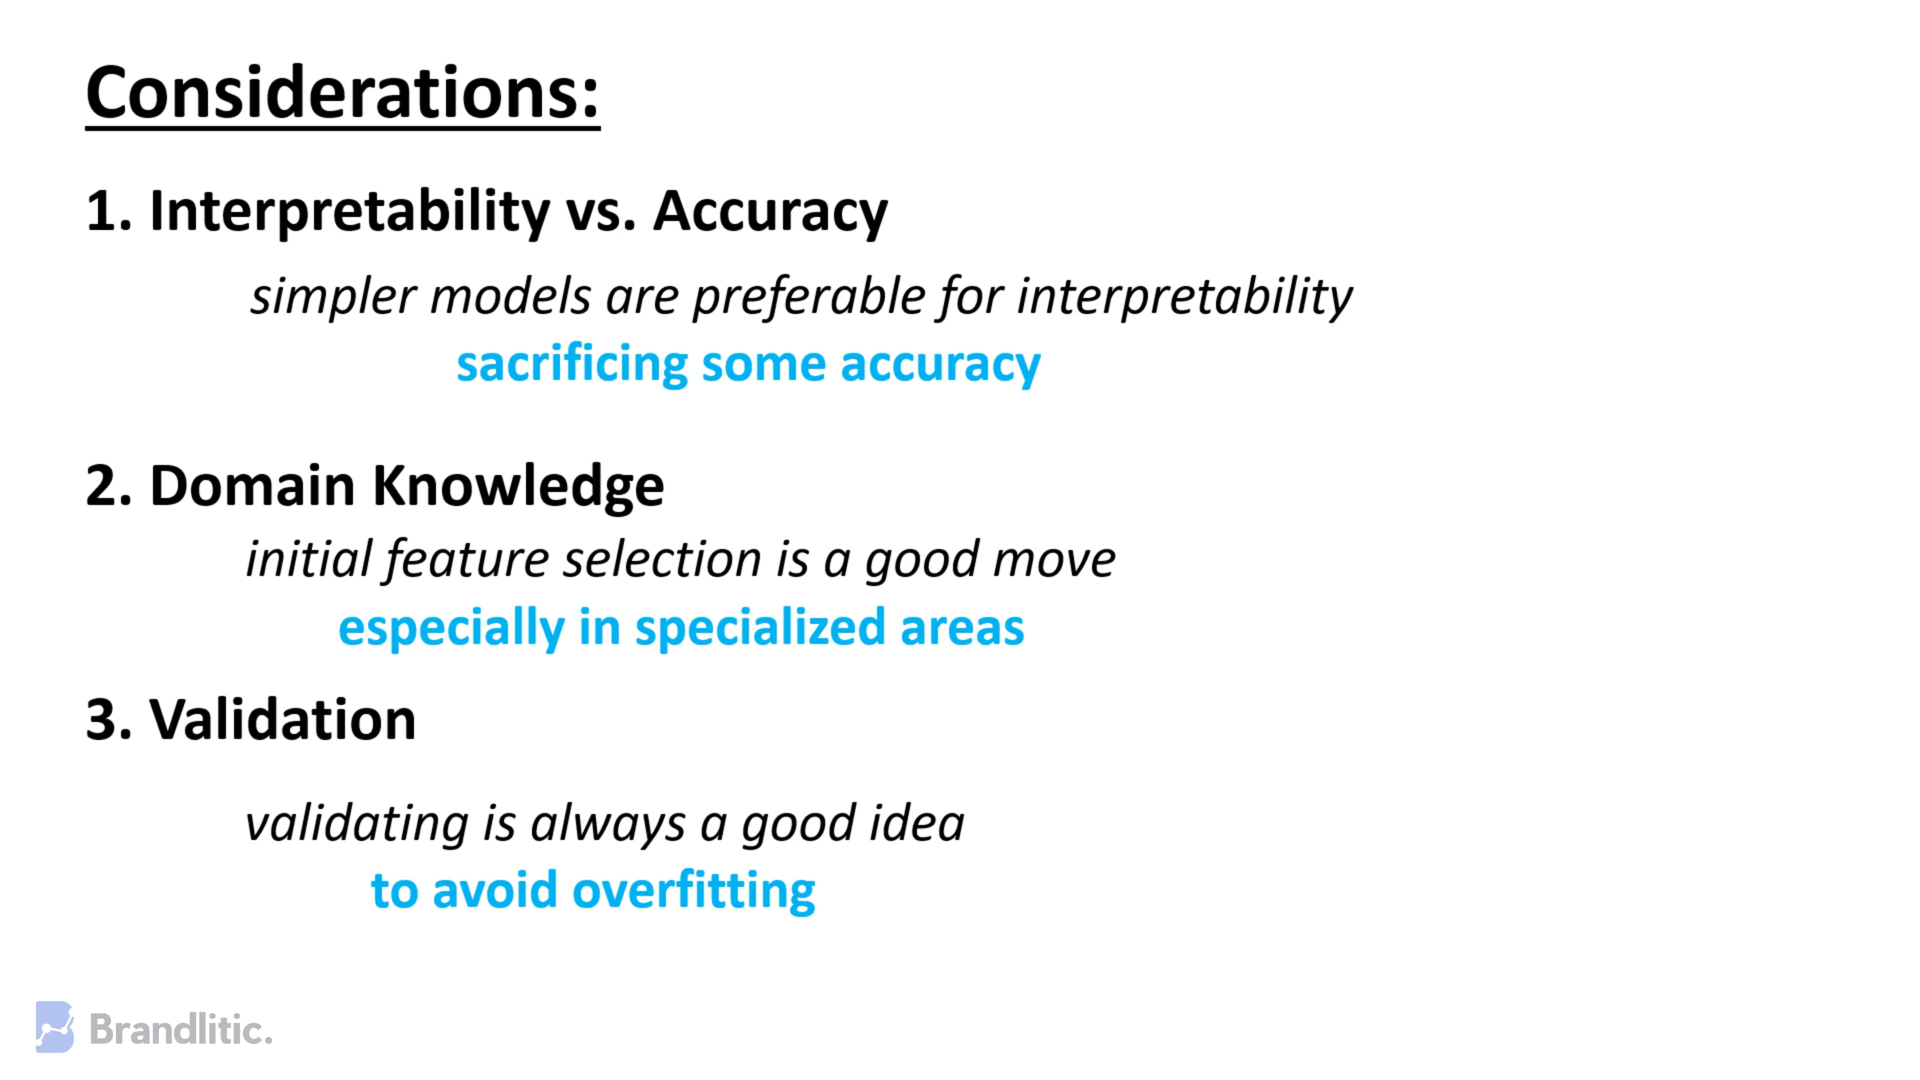 Considerations:
1. Interpretability vs. Accuracy
simpler models are preferable for interpretability
sacrificing some accuracy
2. Domain Knowledge
initial feature selection is a good move
especially in specialized areas
3. Validation
validating is always a good idea
to avoid overfitting
Brandlitic.